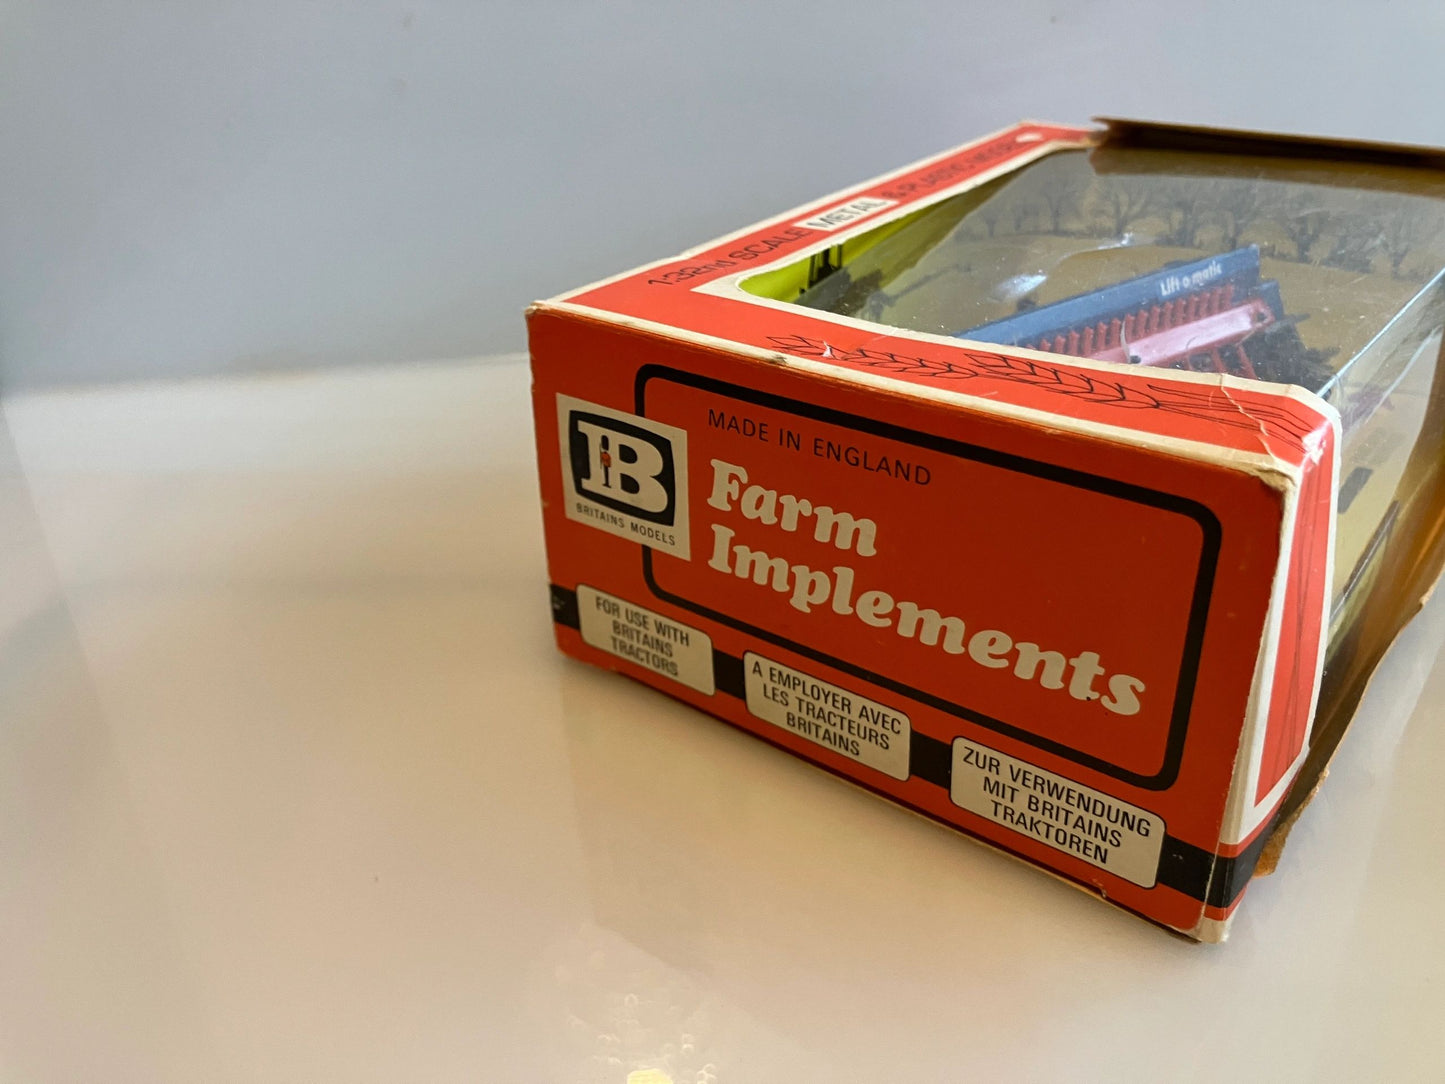 1:32nd SCALE METAL & PLASTIC
Lift o matic
MADE IN ENGLAND
B
BRITAINS MODELS
Farm
Implements
FOR USE WITH
BRITAINS
TRACTORS
A EMPLOYER AVEC
LES TRACTEURS
BRITAINS
ZUR VERWENDUNG
MIT BRITAINS
TRAKTOREN